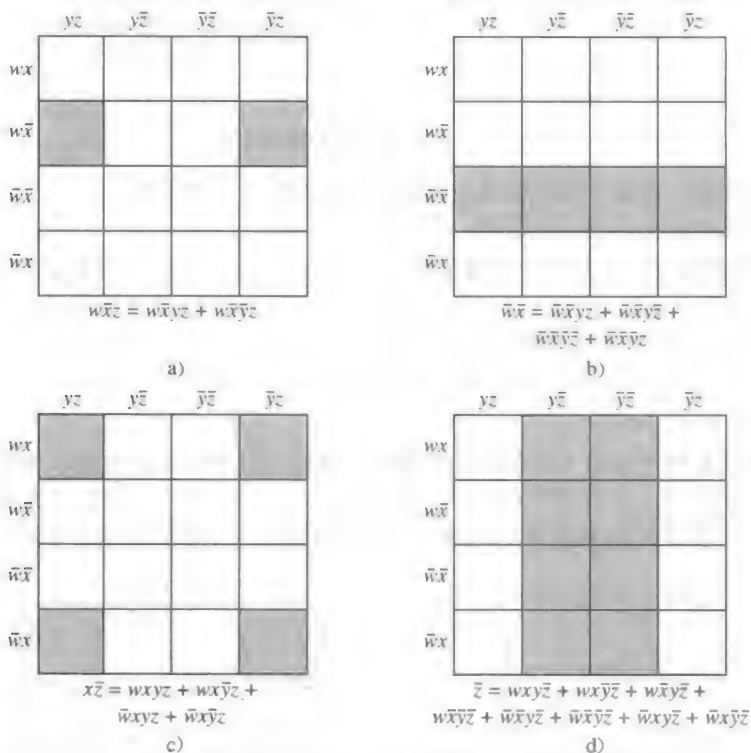 yz yz̄ ȳz̄ ȳz
wx
wx̄
w̄x̄
w̄x
wx̄z = wx̄yz + wx̄ȳz
a)
yz yz̄ ȳz̄ ȳz
wx
wx̄
w̄x̄
w̄x
w̄x̄ = w̄x̄yz + w̄x̄yz̄ +
w̄x̄ȳz̄ + w̄x̄ȳz
b)
yz yz̄ ȳz̄ ȳz
wx
wx̄
w̄x̄
w̄x
xz̄ = wxyz + wxȳz +
w̄xyz + w̄xȳz
c)
yz yz̄ ȳz̄ ȳz
wx
wx̄
w̄x̄
w̄x
z̄ = wxyz̄ + wxȳz̄ + wx̄yz̄ +
wx̄ȳz̄ + w̄x̄yz̄ + w̄x̄ȳz̄ + w̄xyz̄ + w̄xȳz̄
d)